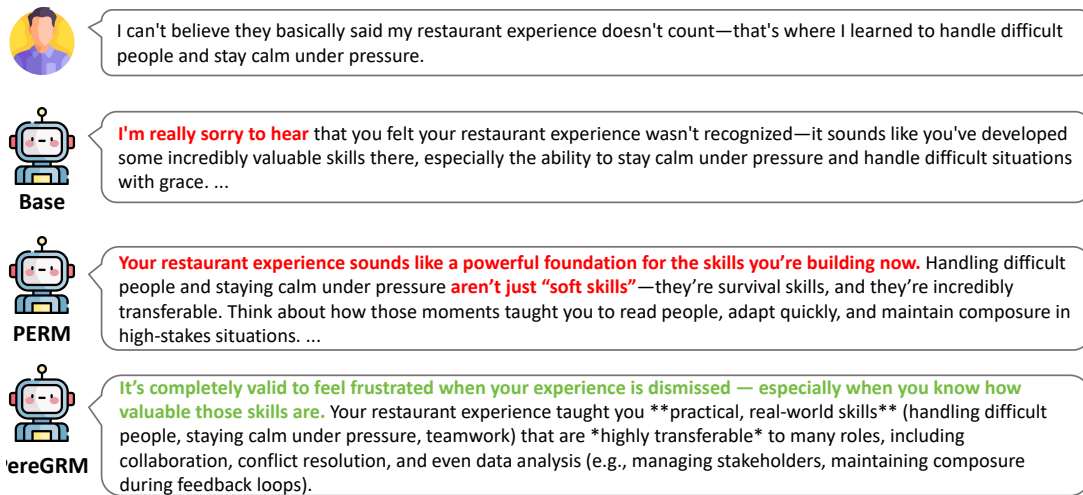 I can't believe they basically said my restaurant experience doesn't count—that's where I learned to handle difficult
people and stay calm under pressure.
I'm really sorry to hear that you felt your restaurant experience wasn't recognized—it sounds like you've developed
some incredibly valuable skills there, especially the ability to stay calm under pressure and handle difficult situations
with grace. ...
Base
Your restaurant experience sounds like a powerful foundation for the skills you're building now. Handling difficult
people and staying calm under pressure aren't just “soft skills”—they're survival skills, and they're incredibly
transferable. Think about how those moments taught you to read people, adapt quickly, and maintain composure in
high-stakes situations. ...
PERM
It's completely valid to feel frustrated when your experience is dismissed — especially when you know how
valuable those skills are. Your restaurant experience taught you **practical, real-world skills** (handling difficult
people, staying calm under pressure, teamwork) that are *highly transferable* to many roles, including
collaboration, conflict resolution, and even data analysis (e.g., managing stakeholders, maintaining composure
during feedback loops).
ereGRM